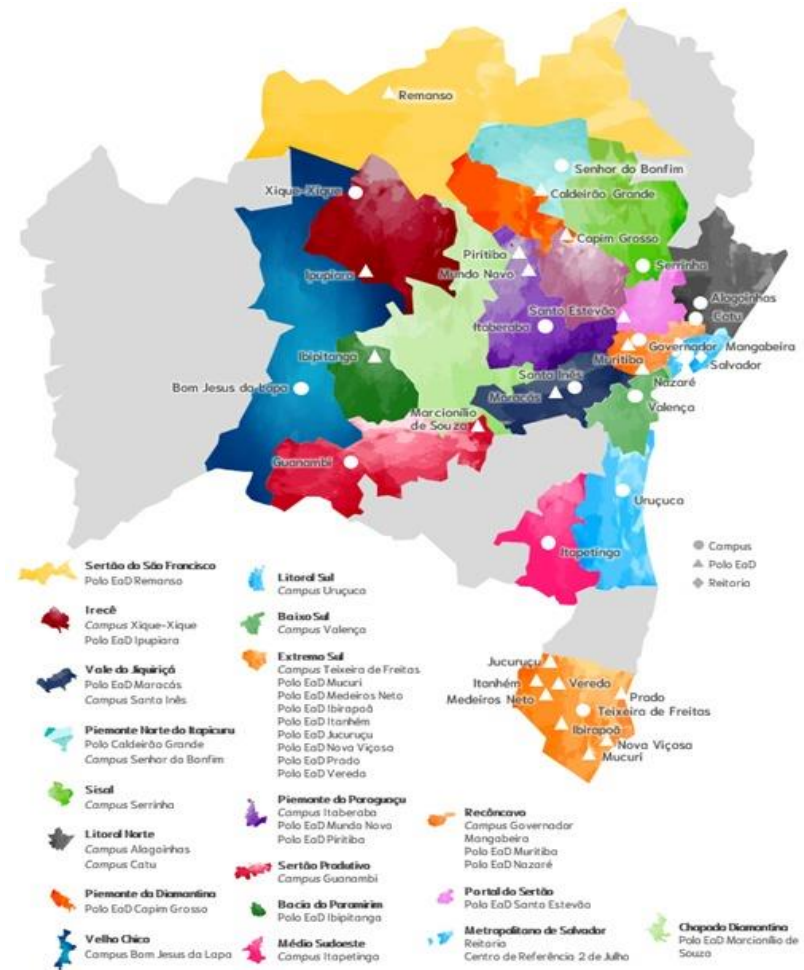 Remanso
Senhor do Bonfim
Xique-Xique
Caldeirão Grande
Capim Grosso
Piritiba
Mundo Novo
Serrinha
Ipupiara
Alagoinhas
Santo Estevão
Catu
Itaberaba
Governador Mangabeira
Ibipitanga
Muritiba
Salvador
Santa Inês
Nazaré
Bom Jesus da Lapa
Maracás
Valença
Marcionílio
de Souza
Guanambi
Uruçuca
Itapetinga
Campus
Polo EaD
Reitoria
Jucuruçu
Itanhém
Vereda
Medeiros Neto
Prado
Teixeira de Freitas
Ibirapoã
Nova Viçosa
Mucuri
Sertão do São Francisco
Polo EaD Remanso
Irecê
Campus Xique-Xique
Polo EaD Ipupiara
Vale do Jiquiriçá
Polo EaD Maracás
Campus Santa Inês
Piemonte Norte do Itapicuru
Polo Caldeirão Grande
Campus Senhor do Bonfim
Sisal
Campus Serrinha
Litoral Norte
Campus Alagoinhas
Campus Catu
Piemonte da Diamantina
Polo EaD Capim Grosso
Velho Chico
Campus Bom Jesus da Lapa
Litoral Sul
Campus Uruçuca
Baixo Sul
Campus Valença
Extremo Sul
Campus Teixeira de Freitas
Polo EaD Mucuri
Polo EaD Medeiros Neto
Polo EaD Ibirapoã
Polo EaD Itanhém
Polo EaD Jucuruçu
Polo EaD Nova Viçosa
Polo EaD Prado
Polo EaD Vereda
Piemonte do Paraguaçu
Campus Itaberaba
Polo EaD Mundo Novo
Polo EaD Piritiba
Sertão Produtivo
Campus Guanambi
Bacia do Paramirim
Polo EaD Ibipitanga
Médio Sudoeste
Campus Itapetinga
Recôncavo
Campus Governador
Mangabeira
Polo EaD Muritiba
Polo EaD Nazaré
Portal do Sertão
Polo EaD Santo Estevão
Metropolitano de Salvador
Reitoria
Centro de Referência 2 de Julho
Chapada Diamantina
Polo EaD Marcionílio de
Souza